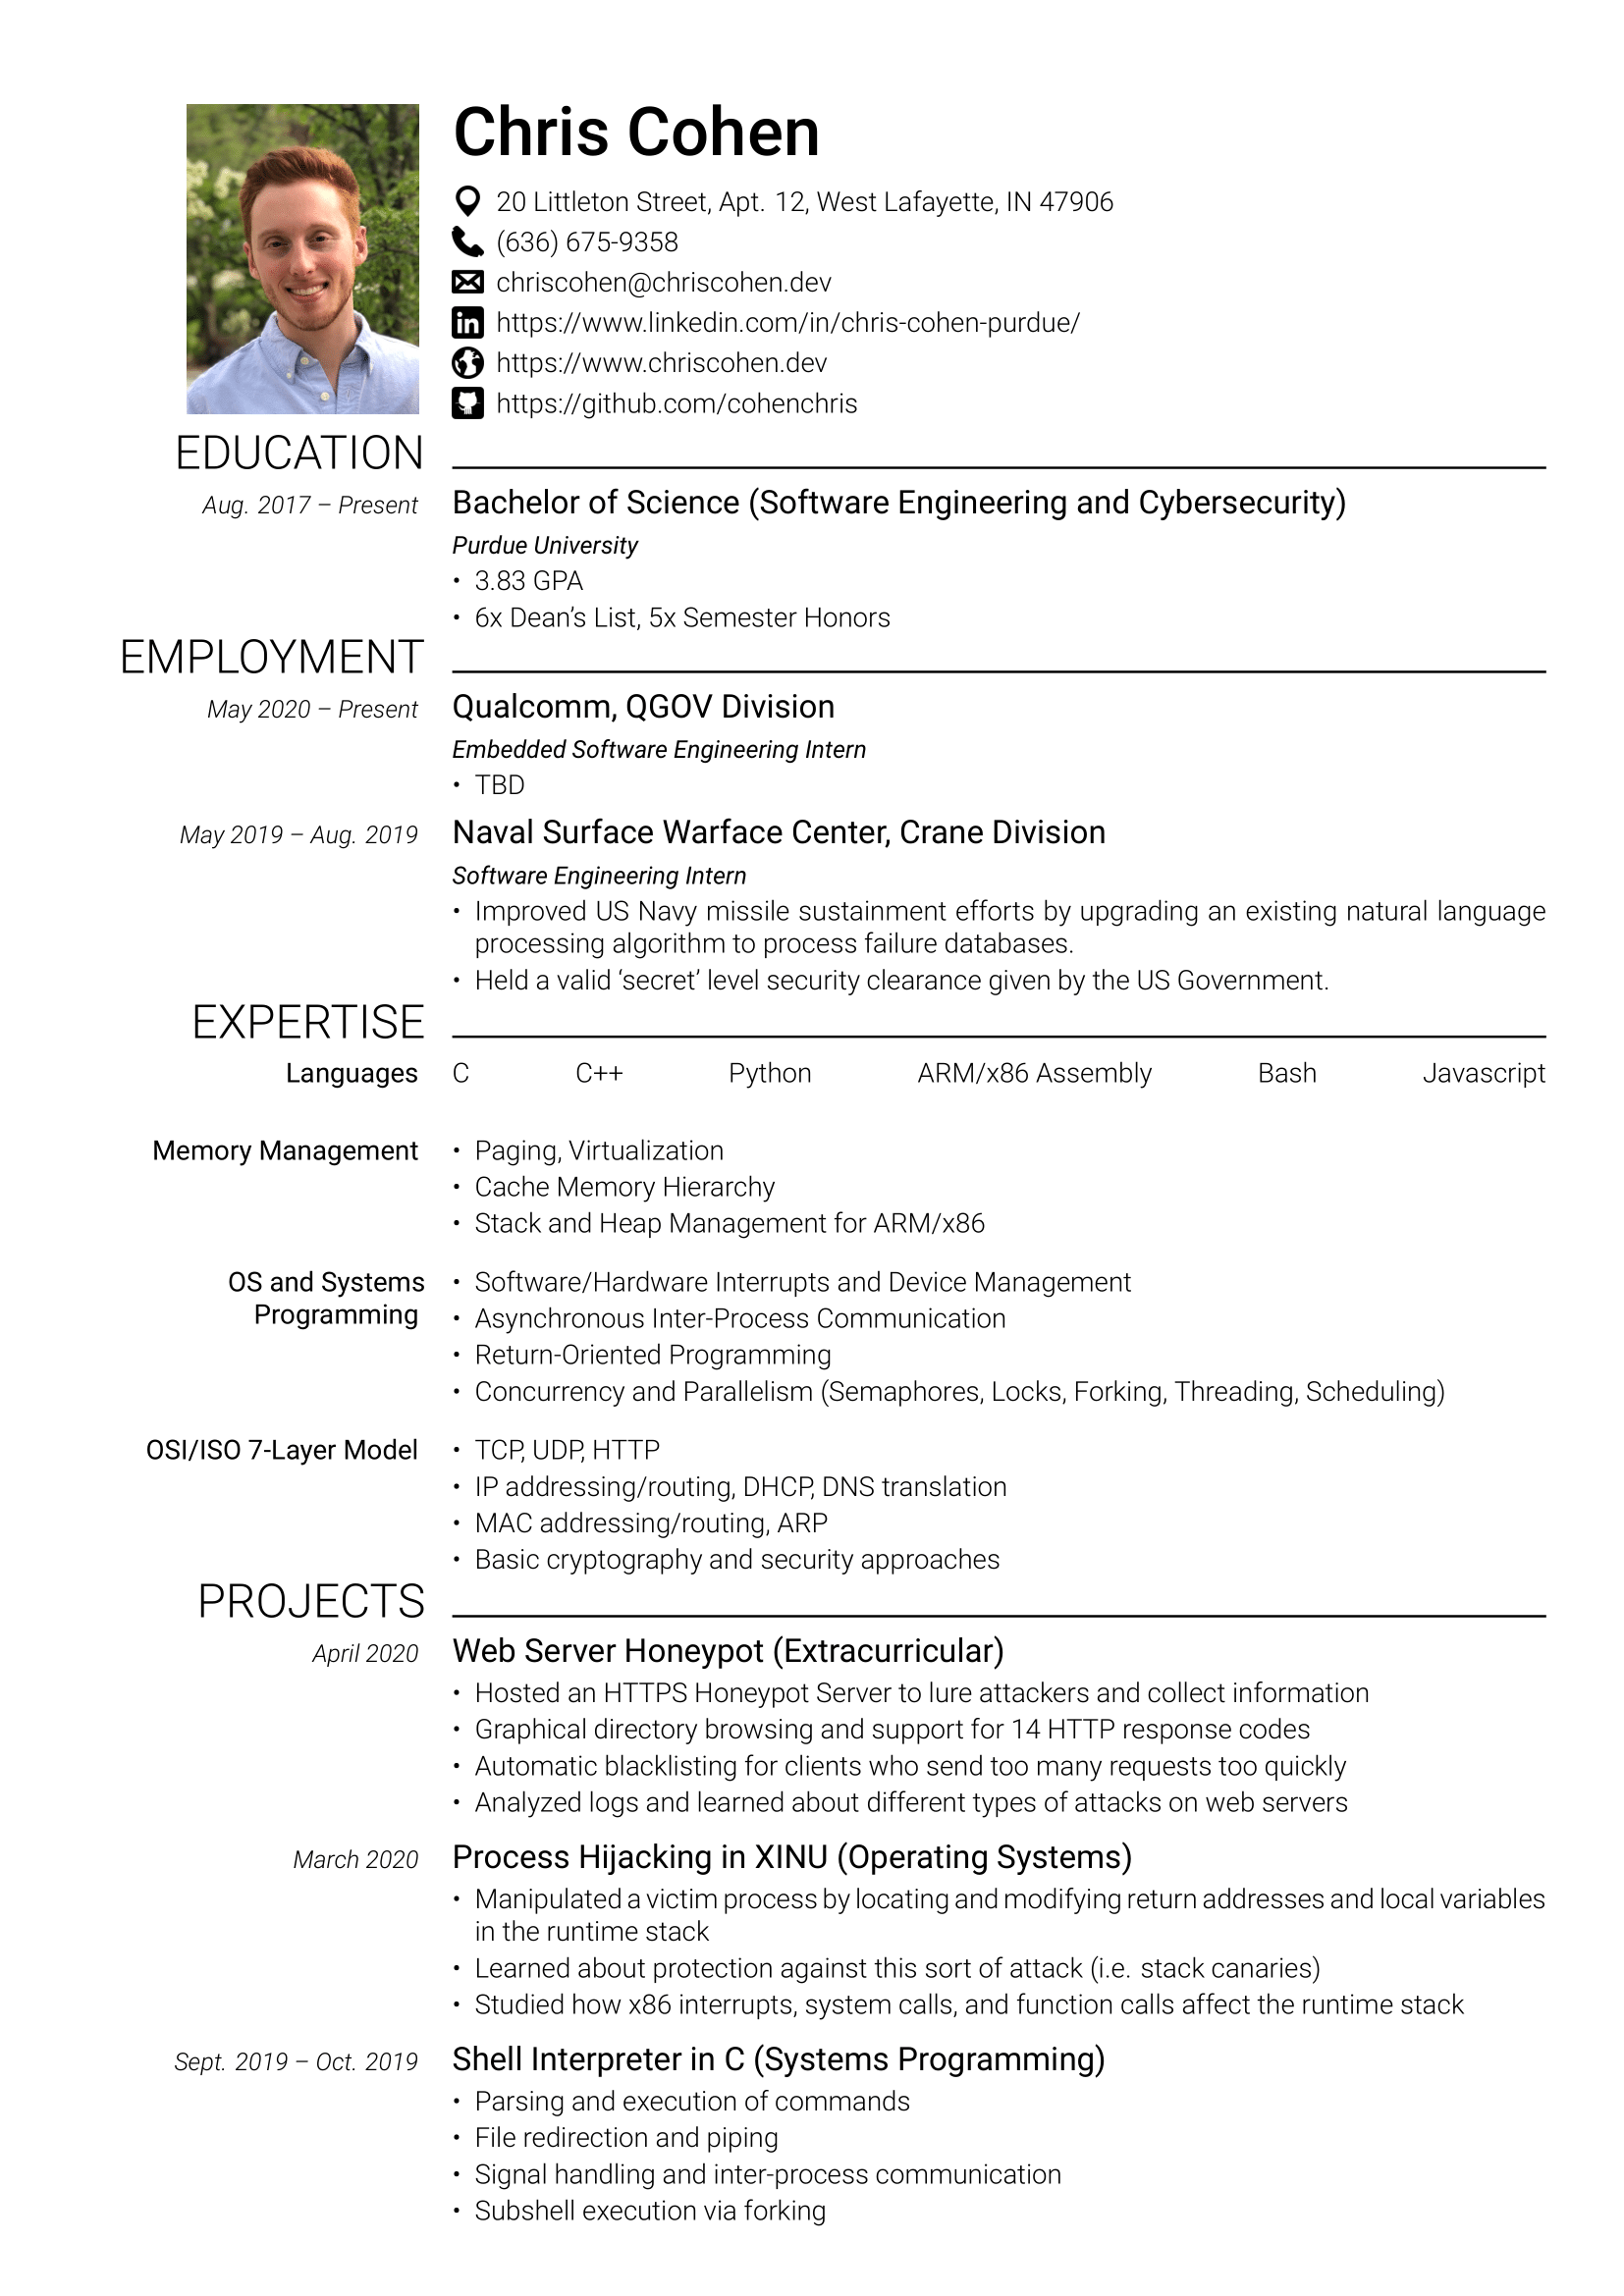 Chris Cohen
20 Littleton Street, Apt. 12, West Lafayette, IN 47906
(636) 675-9358
chriscohen@chriscohen.dev
https://www.linkedin.com/in/chris-cohen-purdue/
https://www.chriscohen.dev
https://github.com/cohenchris
EDUCATION
Aug. 2017 – Present Bachelor of Science (Software Engineering and Cybersecurity)
Purdue University
• 3.83 GPA
• 6x Dean’s List, 5x Semester Honors
EMPLOYMENT
May 2020 – Present Qualcomm, QGOV Division
Embedded Software Engineering Intern
• TBD
May 2019 – Aug. 2019 Naval Surface Warface Center, Crane Division
Software Engineering Intern
• Improved US Navy missile sustainment efforts by upgrading an existing natural language
processing algorithm to process failure databases.
• Held a valid ‘secret’ level security clearance given by the US Government.
EXPERTISE
Languages C C++ Python ARM/x86 Assembly Bash Javascript
Memory Management • Paging, Virtualization
• Cache Memory Hierarchy
• Stack and Heap Management for ARM/x86
OS and Systems • Software/Hardware Interrupts and Device Management
Programming • Asynchronous Inter-Process Communication
• Return-Oriented Programming
• Concurrency and Parallelism (Semaphores, Locks, Forking, Threading, Scheduling)
OSI/ISO 7-Layer Model • TCP, UDP, HTTP
• IP addressing/routing, DHCP, DNS translation
• MAC addressing/routing, ARP
• Basic cryptography and security approaches
PROJECTS
April 2020 Web Server Honeypot (Extracurricular)
• Hosted an HTTPS Honeypot Server to lure attackers and collect information
• Graphical directory browsing and support for 14 HTTP response codes
• Automatic blacklisting for clients who send too many requests too quickly
• Analyzed logs and learned about different types of attacks on web servers
March 2020 Process Hijacking in XINU (Operating Systems)
• Manipulated a victim process by locating and modifying return addresses and local variables
in the runtime stack
• Learned about protection against this sort of attack (i.e. stack canaries)
• Studied how x86 interrupts, system calls, and function calls affect the runtime stack
Sept. 2019 – Oct. 2019 Shell Interpreter in C (Systems Programming)
• Parsing and execution of commands
• File redirection and piping
• Signal handling and inter-process communication
• Subshell execution via forking